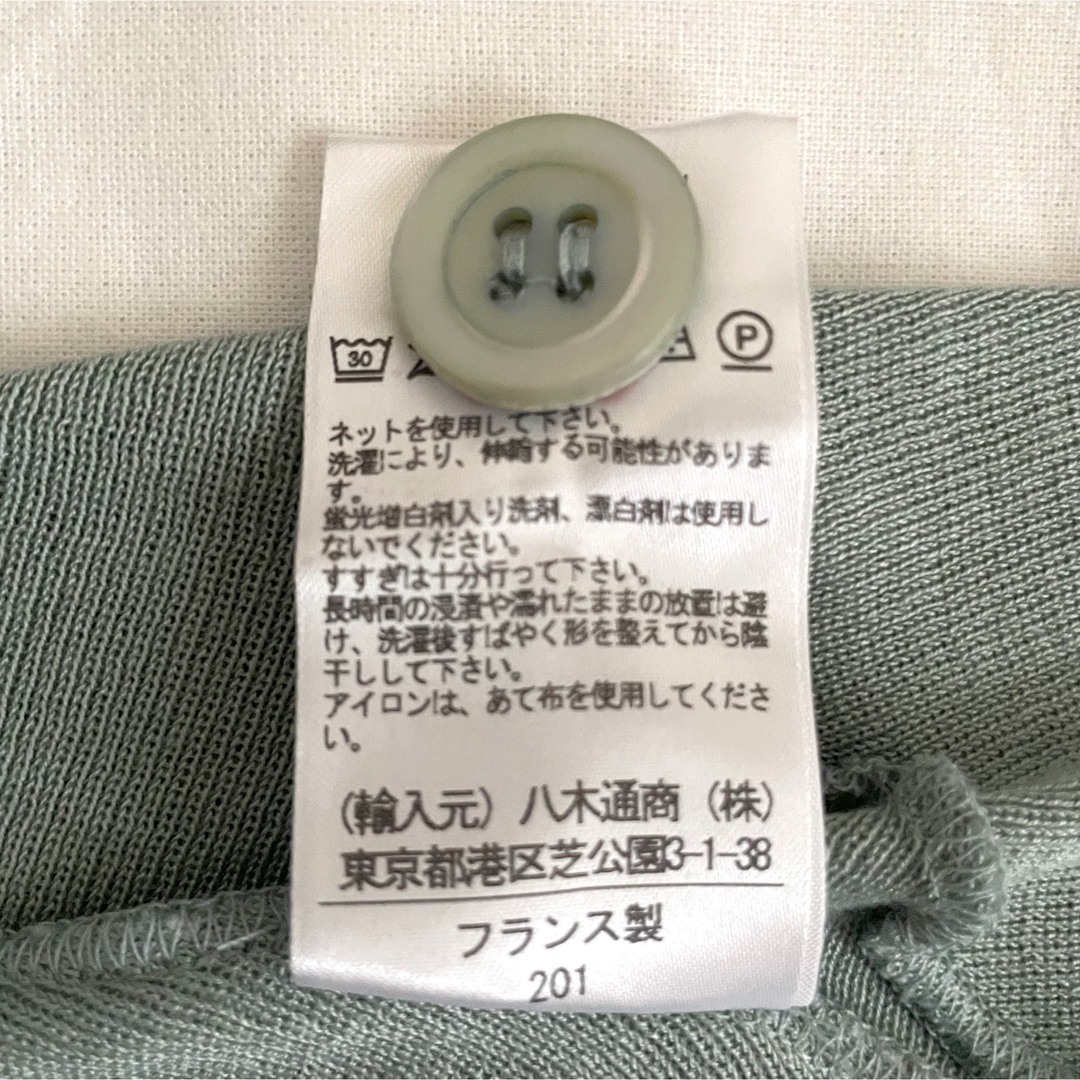 30
P
ネットを使用して下さい。
洗濯により、伸縮する可能性がありま
す。
蛍光増白剤入り洗剤、漂白剤は使用し
ないでください。
すすぎは十分行って下さい。
長時間の浸漬や濡れたままの放置は避
け、洗濯後すばやく形を整えてから陰
干しして下さい。
アイロンは、あて布を使用してくださ
い。
(輸入元) 八木通商 (株)
東京都港区芝公園3-1-38
フランス製
201